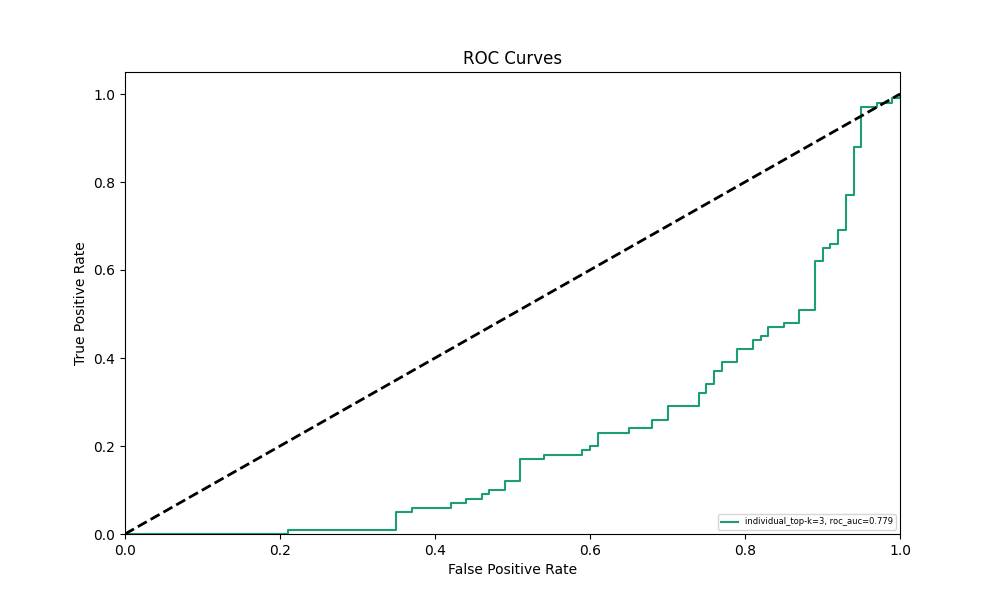 ROC Curves
True Positive Rate
1.0
0.8
0.6
0.4
0.2
0.0
individual_top-k=3, roc_auc=0.779
0.0 0.2 0.4 0.6 0.8 1.0
False Positive Rate